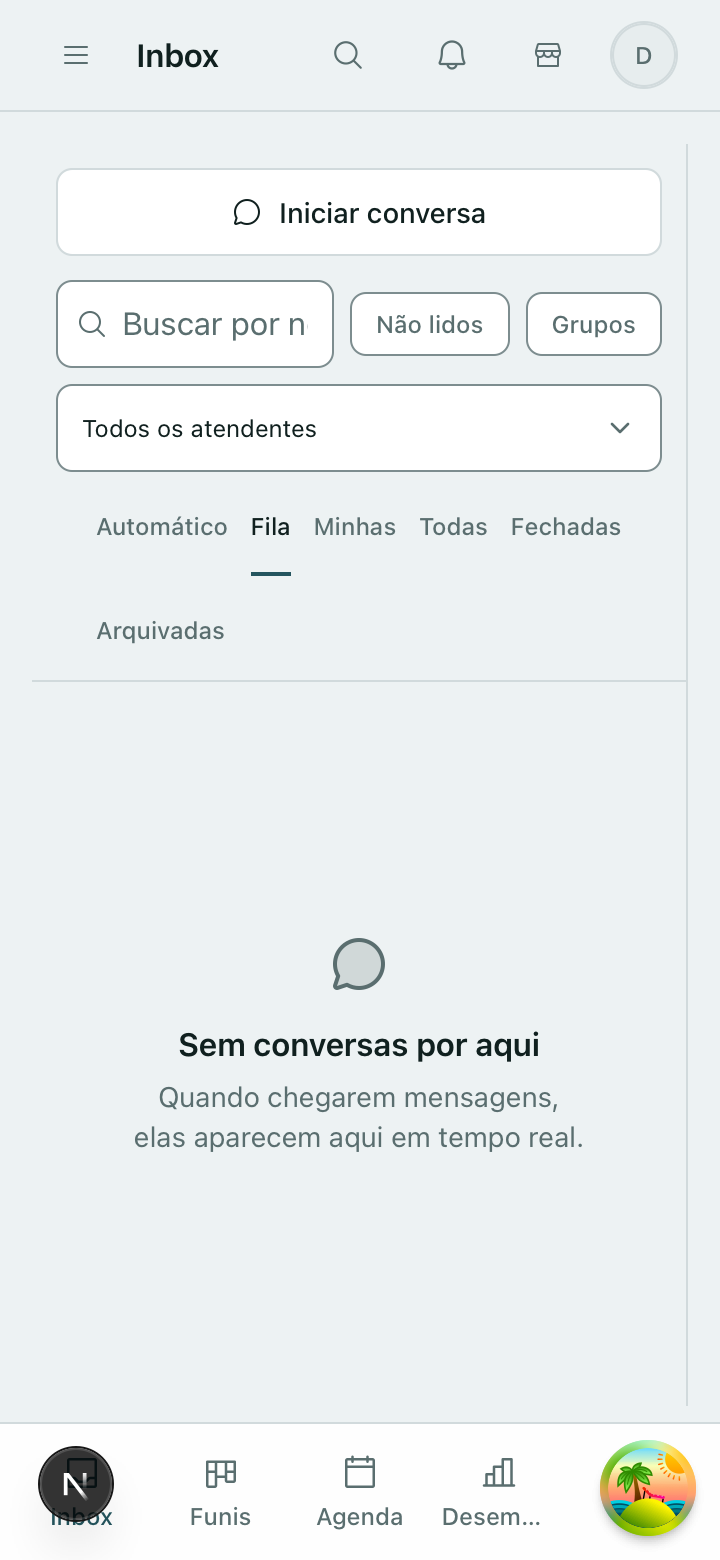 Inbox
D
Iniciar conversa
Buscar por n
Não lidos
Grupos
Todos os atendentes
Automático Fila Minhas Todas Fechadas
Arquivadas
Sem conversas por aqui
Quando chegarem mensagens,
elas aparecem aqui em tempo real.
N
Inbox Funis Agenda Desem...